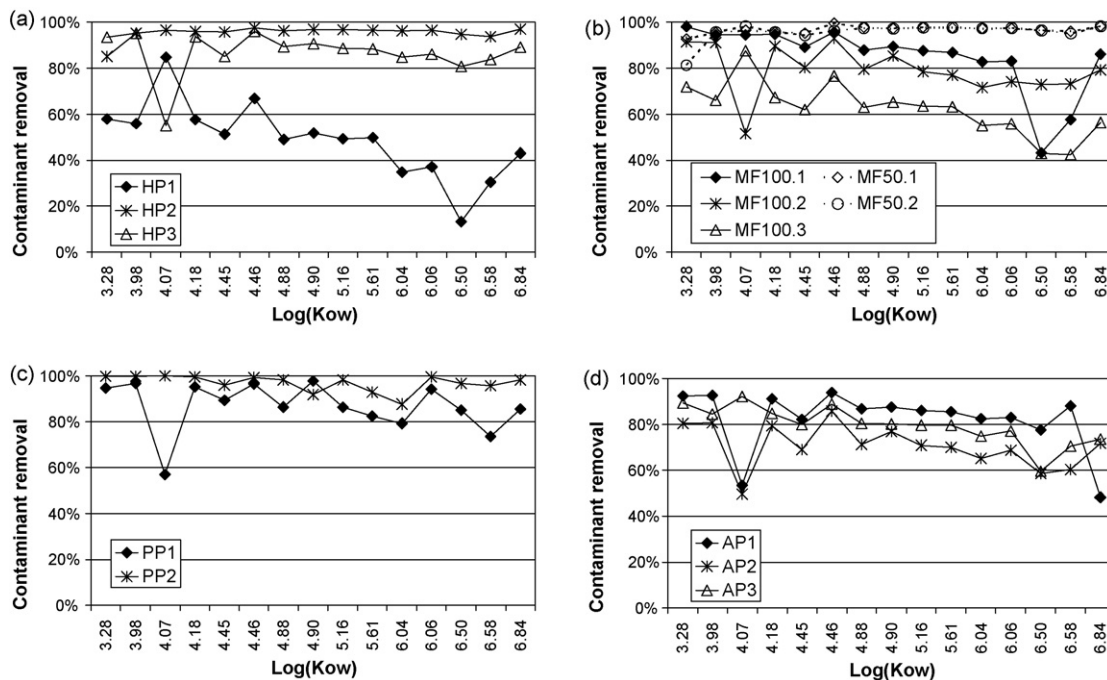 (a)
Contaminant removal
100%
80%
60%
40%
20%
0%
HP1
HP2
HP3
3.28 3.98 4.07 4.18 4.45 4.46 4.88 4.90 5.16 5.61 6.04 6.06 6.50 6.58 6.84
Log(Kow)
(b)
Contaminant removal
100%
80%
60%
40%
20%
0%
MF100.1 MF50.1
MF100.2 MF50.2
MF100.3
3.28 3.98 4.07 4.18 4.45 4.46 4.88 4.90 5.16 5.61 6.04 6.06 6.50 6.58 6.84
Log(Kow)
(c)
Contaminant removal
100%
80%
60%
40%
20%
0%
PP1
PP2
3.28 3.98 4.07 4.18 4.45 4.46 4.88 4.90 5.16 5.61 6.04 6.06 6.50 6.58 6.84
Log(Kow)
(d)
Contaminant removal
100%
80%
60%
40%
20%
0%
AP1
AP2
AP3
3.28 3.98 4.07 4.18 4.45 4.46 4.88 4.90 5.16 5.61 6.04 6.06 6.50 6.58 6.84
Log(Kow)